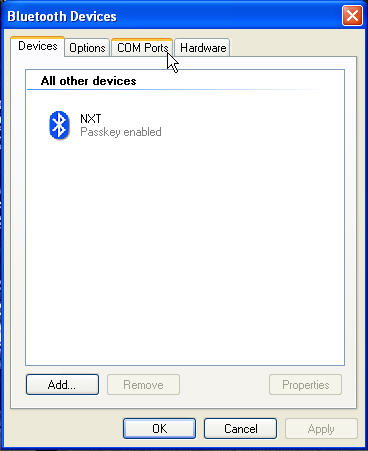 Bluetooth Devices
Devices Options COM Ports Hardware
All other devices
NXT
Passkey enabled
Add... Remove Properties
OK Cancel Apply